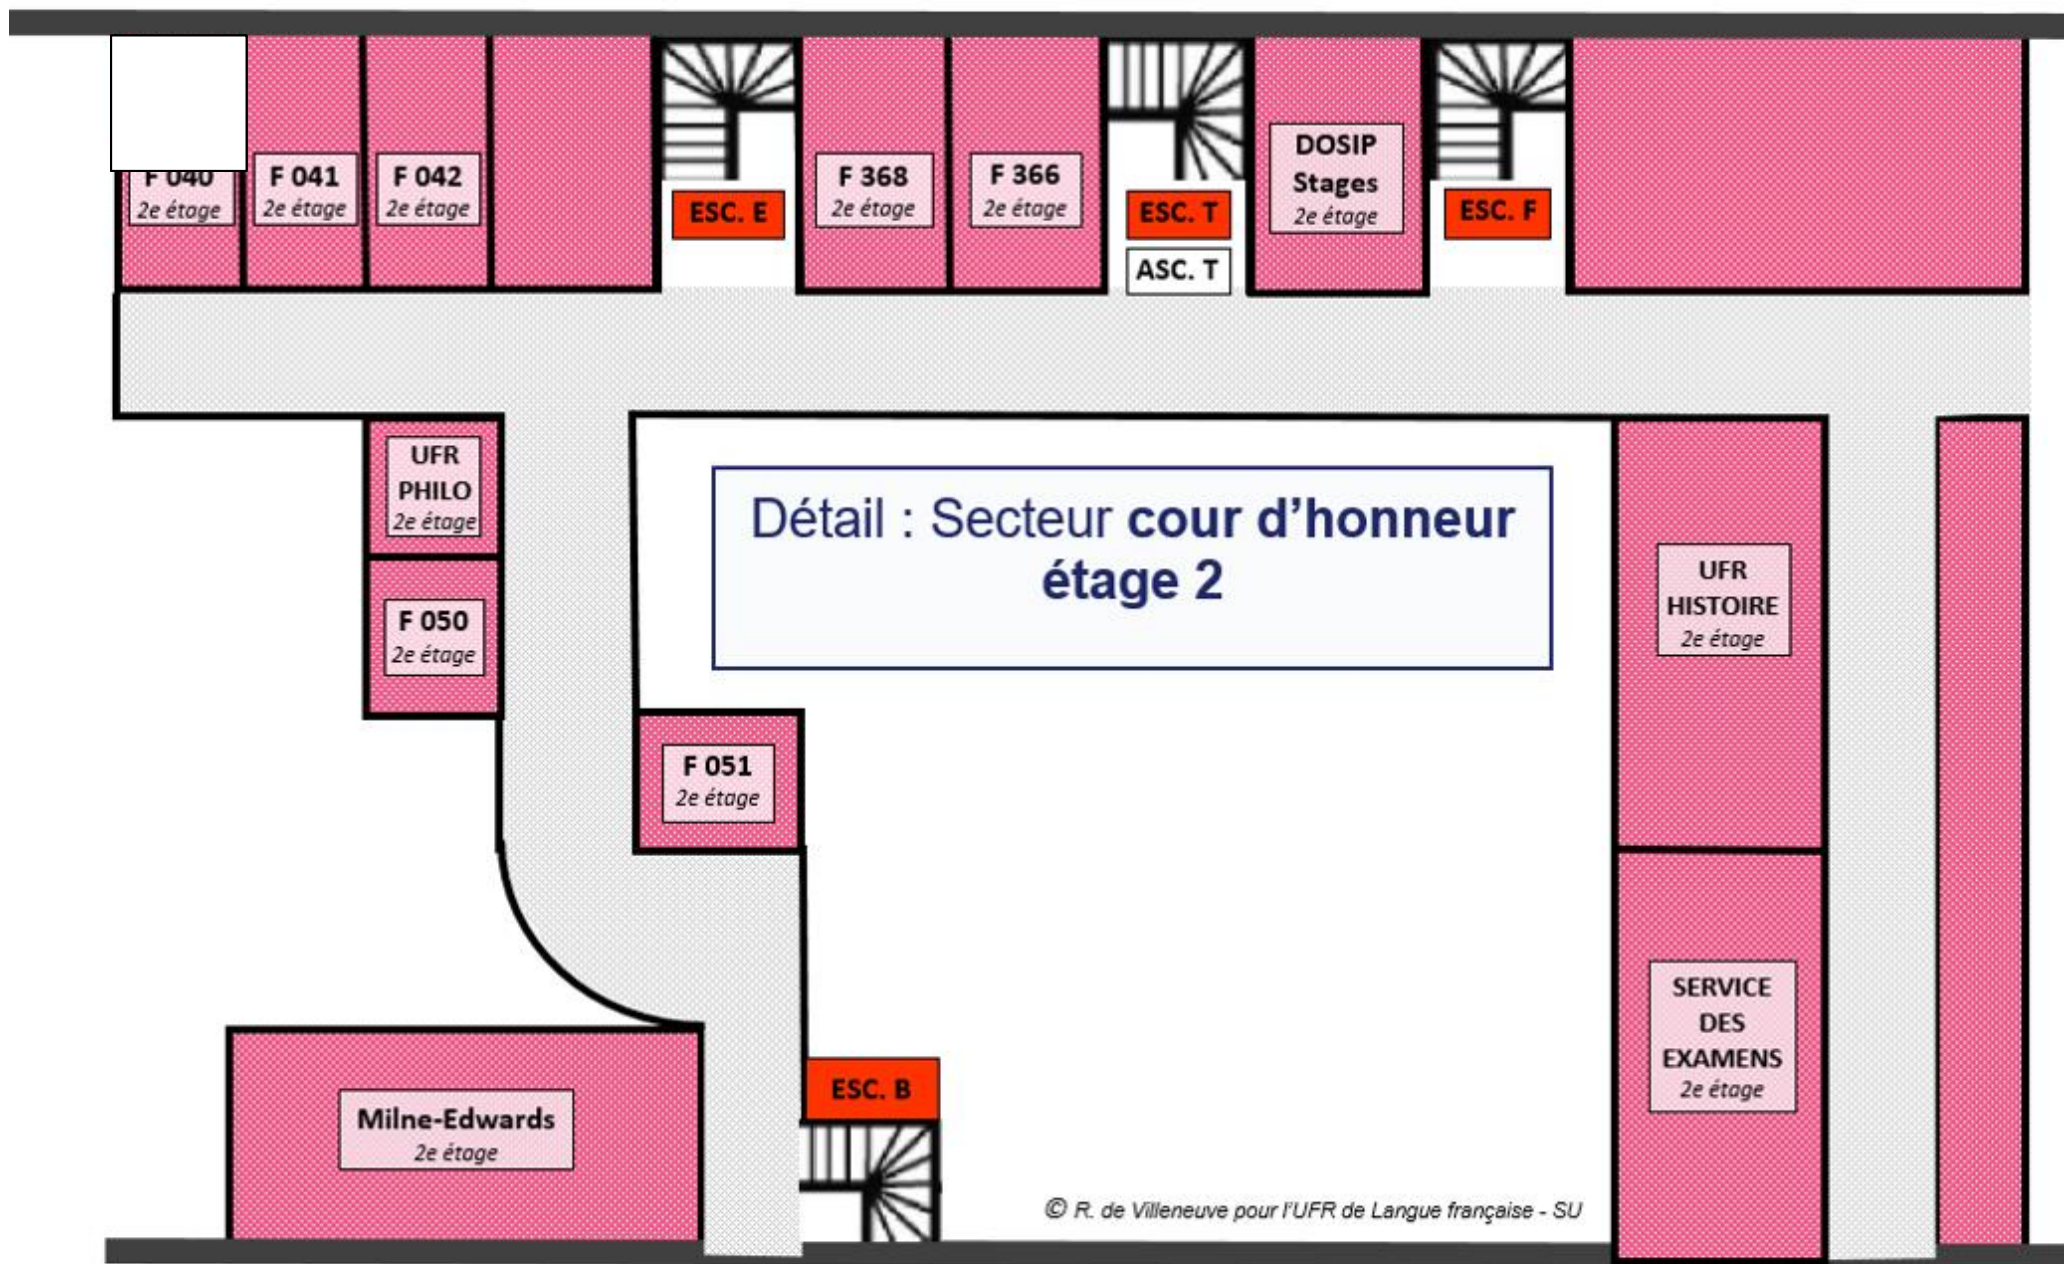 F 040
2e étage
F 041
2e étage
F 042
2e étage
ESC. E
F 368
2e étage
F 366
2e étage
ESC. T
ASC. T
DOSIP
Stages
2e étage
ESC. F
UFR
PHILO
2e étage
F 050
2e étage
Détail : Secteur cour d’honneur
étage 2
F 051
2e étage
UFR
HISTOIRE
2e étage
SERVICE
DES
EXAMENS
2e étage
Milne-Edwards
2e étage
ESC. B
© R. de Villeneuve pour l’UFR de Langue française - SU